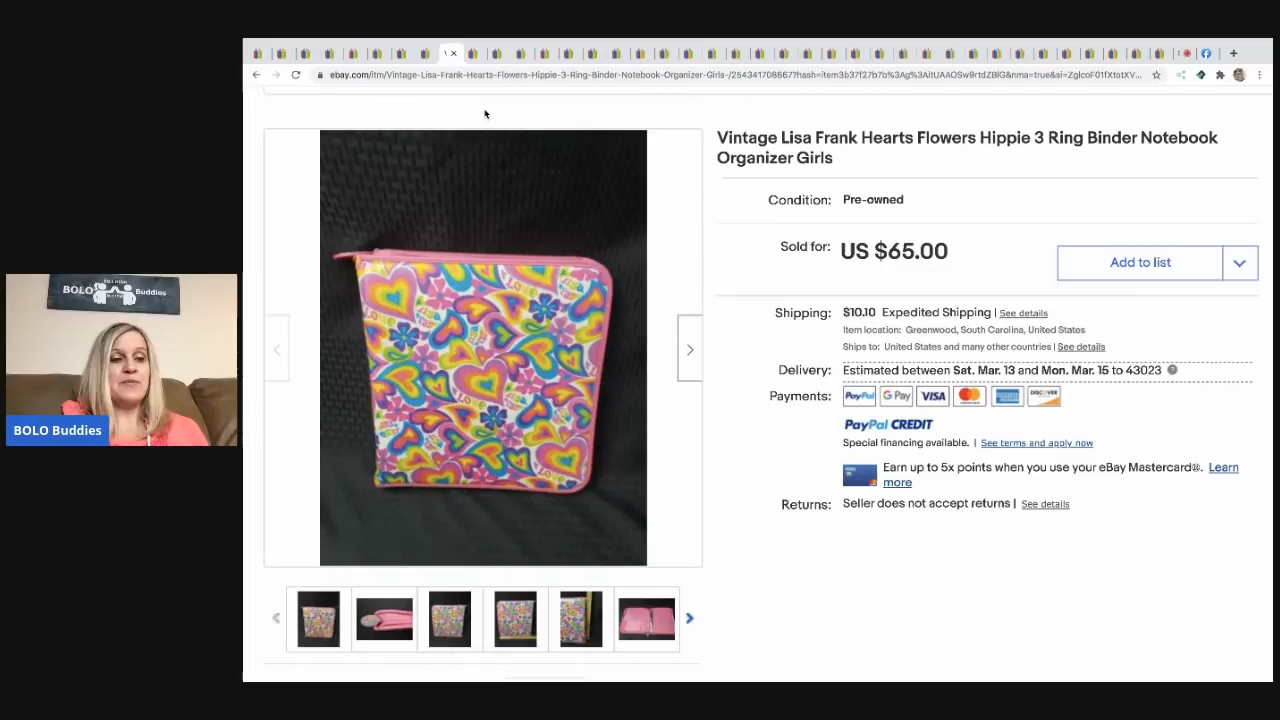 ebay.com/itm/Vintage-Lisa-Frank-Hearts-Flowers-Hippie-3-Ring-Binder-Notebook-Organizer-Girls-/254341708667?hash=item3b37f27b7b%3Ag%3AitUAAOSw9rtdZBlG&nma=true&si=ZglcoF01fXtotXV...
Vintage Lisa Frank Hearts Flowers Hippie 3 Ring Binder Notebook
Organizer Girls
Condition: Pre-owned
Sold for: US $65.00
Add to list
Shipping: $10.10 Expedited Shipping | See details
Item location: Greenwood, South Carolina, United States
Ships to: United States and many other countries | See details
Delivery: Estimated between Sat. Mar. 13 and Mon. Mar. 15 to 43023
Payments: PayPal G Pay VISA mastercard DISCOVER
PayPal CREDIT
Special financing available. | See terms and apply now
Earn up to 5x points when you use your eBay Mastercard®. Learn
more
Returns: Seller does not accept returns | See details
BOLO Buddies
BOLO Buddies
LOVE